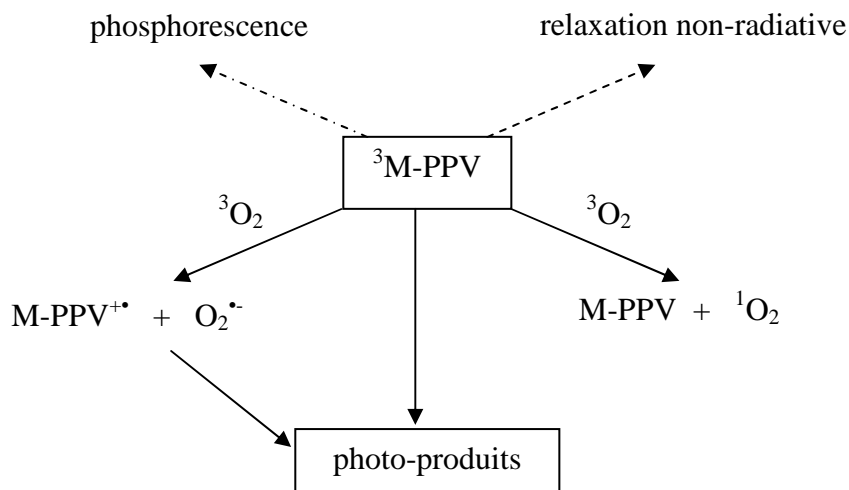 phosphorescence relaxation non-radiative
³M-PPV
³O₂ ³O₂
M-PPV⁺• + O₂•⁻ M-PPV + ¹O₂
photo-produits